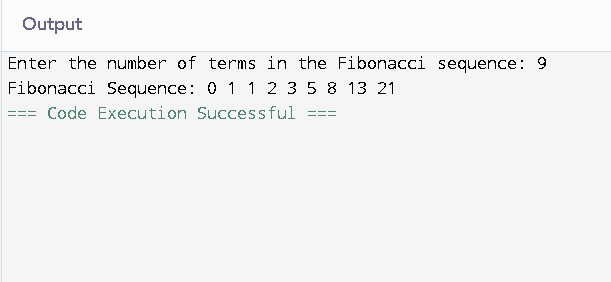 Output
Enter the number of terms in the Fibonacci sequence: 9
Fibonacci Sequence: 0 1 1 2 3 5 8 13 21
=== Code Execution Successful ===